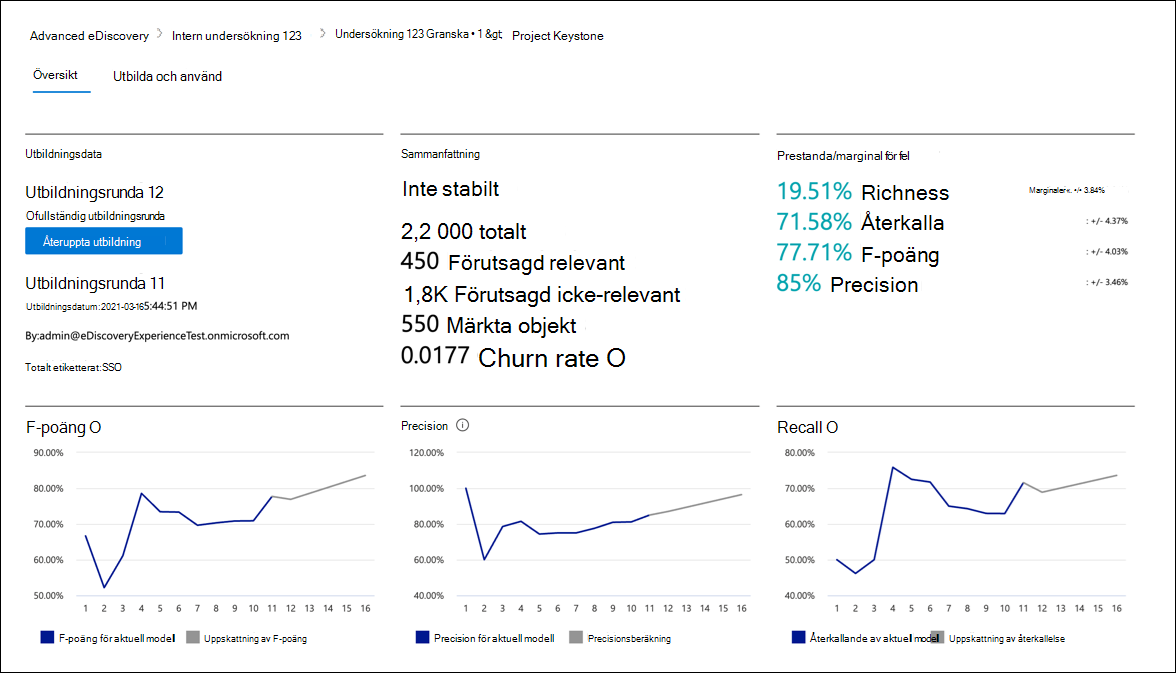 Advanced eDiscovery > Intern undersökning 123 > Undersökning 123 Granska • 1 &gt; Project Keystone
Översikt Utbilda och använd
Utbildningsdata
Utbildningsrunda 12
Ofullständig utbildningsrunda
Återuppta utbildning
Utbildningsrunda 11
Utbildningsdatum:2021-03-165:44:51 PM
By:admin@eDiscoveryExperienceTest.onmicrosoft.com
Totalt etiketterat:SSO
Sammanfattning
Inte stabilt
2,2 000 totalt
450 Förutsagd relevant
1,8K Förutsagd icke-relevant
550 Märkta objekt
0.0177 Churn rate O
Prestanda/marginal för fel
19.51% Richness +/- 3.84%
71.58% Återkalla : +/- 4.37%
77.71% F-poäng : +/- 4.03%
85% Precision : +/- 3.46%
F-poäng O
90.00%
80.00%
70.00%
60.00%
50.00%
1 2 3 4 5 6 7 8 9 10 11 12 13 14 15 16
F-poäng för aktuell modell Uppskattning av F-poäng
Precision
120.00%
100.00%
80.00%
60.00%
40.00%
1 2 3 4 5 6 7 8 9 10 11 12 13 14 15 16
Precision för aktuell modell Precisionsberäkning
Recall O
80.00%
70.00%
60.00%
50.00%
40.00%
1 2 3 4 5 6 7 8 9 10 11 12 13 14 15 16
Återkallande av aktuell modell Uppskattning av återkallelse